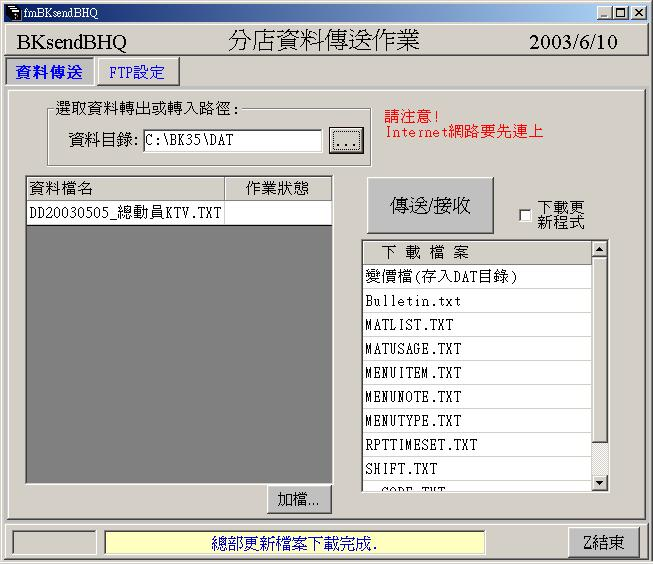 fmBKsendBHQ
BKsendBHQ 分店資料傳送作業 2003/6/10
資料傳送 FTP設定
選取資料轉出或轉入路徑:
資料目錄: C:\BK35\DAT ...
請注意!
Internet網路要先連上
資料檔名 作業狀態
DD20030505_總動員KTV.TXT
傳送/接收
下載更
新程式
下 載 檔 案
變價檔(存入DAT目錄)
Bulletin.txt
MATLIST.TXT
MATUSAGE.TXT
MENUITEM.TXT
MENUNOTE.TXT
MENUTYPE.TXT
RPTTIMESET.TXT
SHIFT.TXT
加檔...
總部更新檔案下載完成.
Z結束